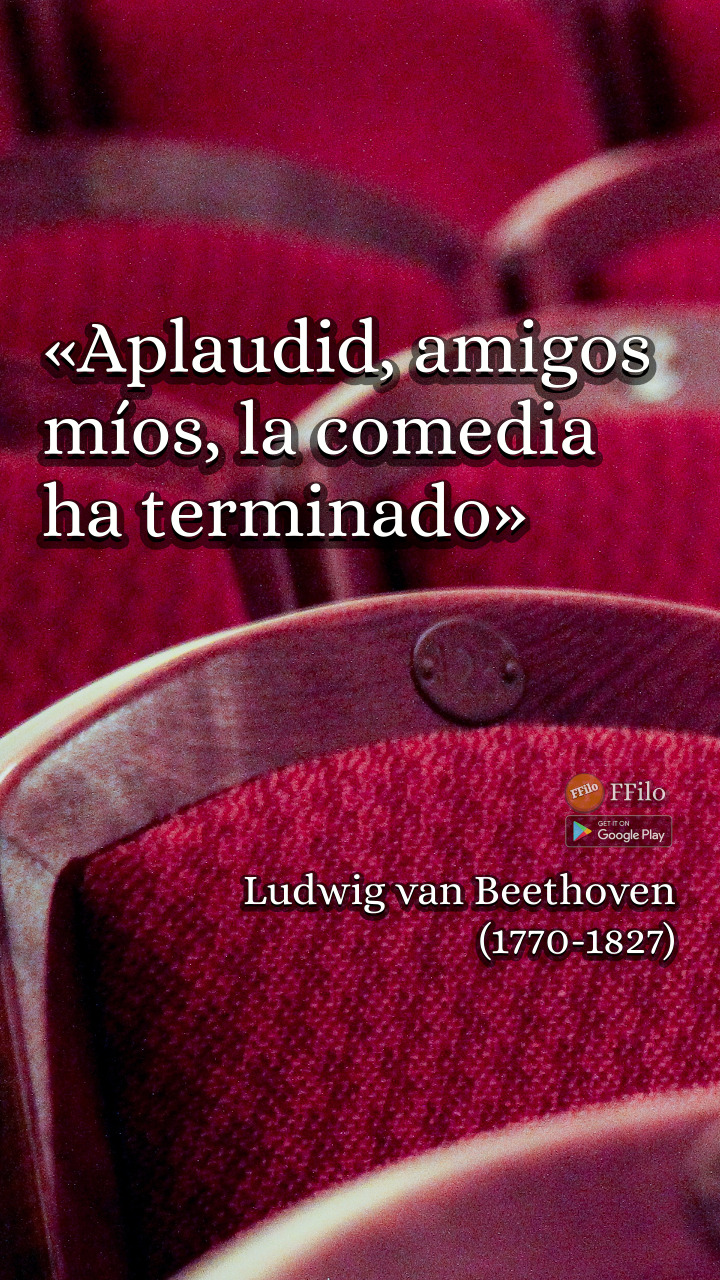 «Aplaudid, amigos
míos, la comedia
ha terminado»
FFilo FFilo
GET IT ON
Google Play
Ludwig van Beethoven
(1770-1827)